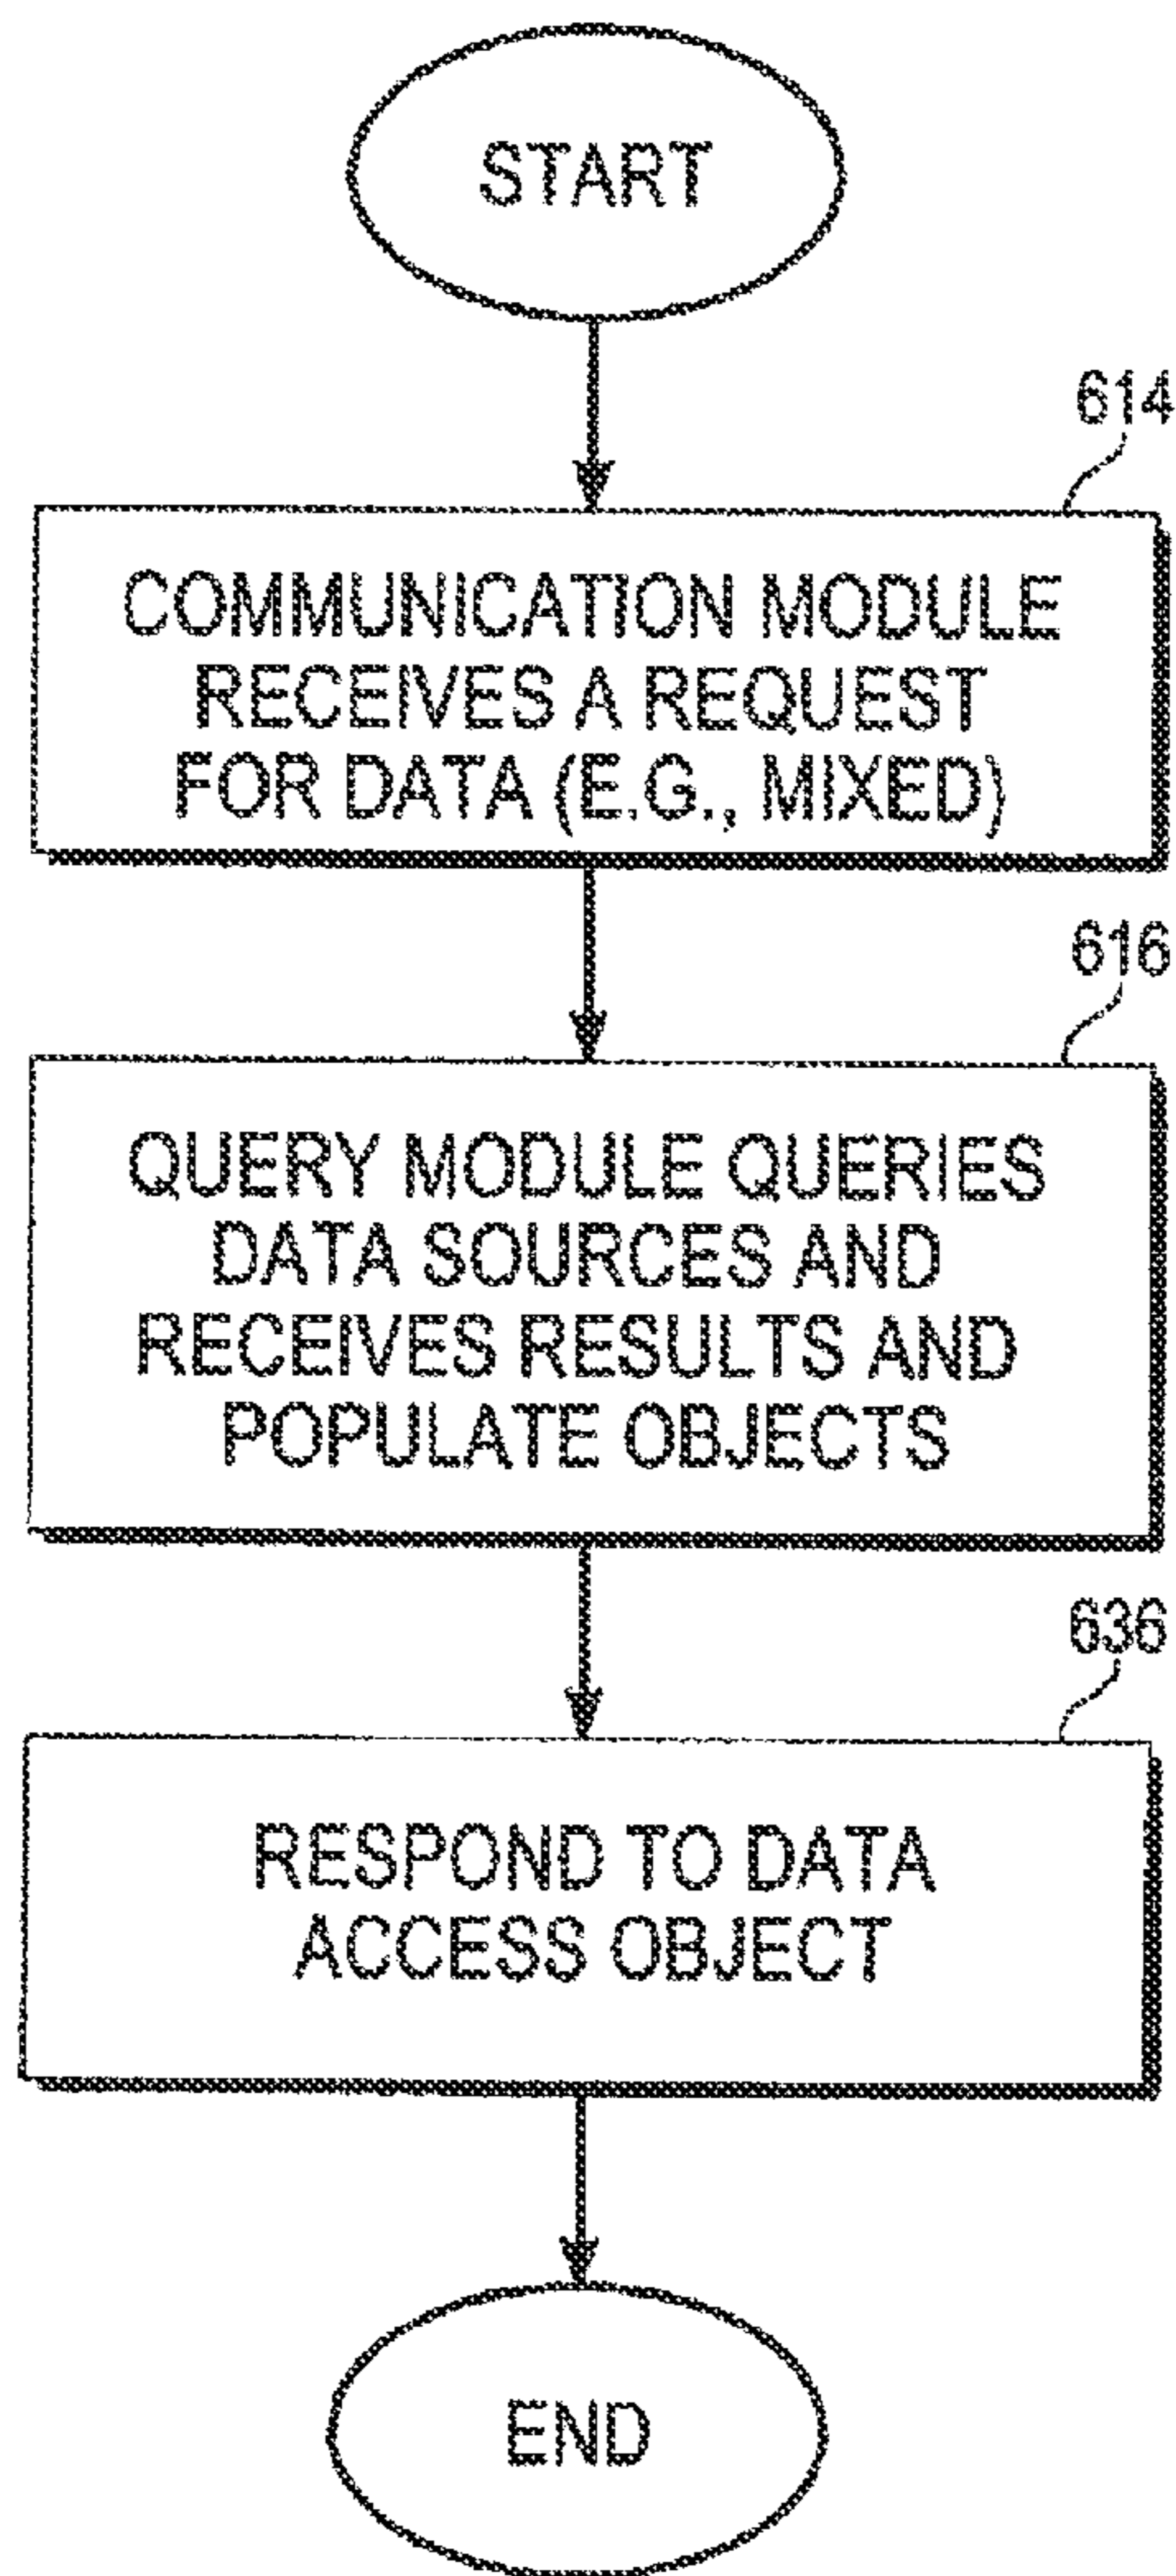 START
614
COMMUNICATION MODULE
RECEIVES A REQUEST
FOR DATA (E.G., MIXED)
616
QUERY MODULE QUERIES
DATA SOURCES AND
RECEIVES RESULTS AND
POPULATE OBJECTS
636
RESPOND TO DATA
ACCESS OBJECT
END